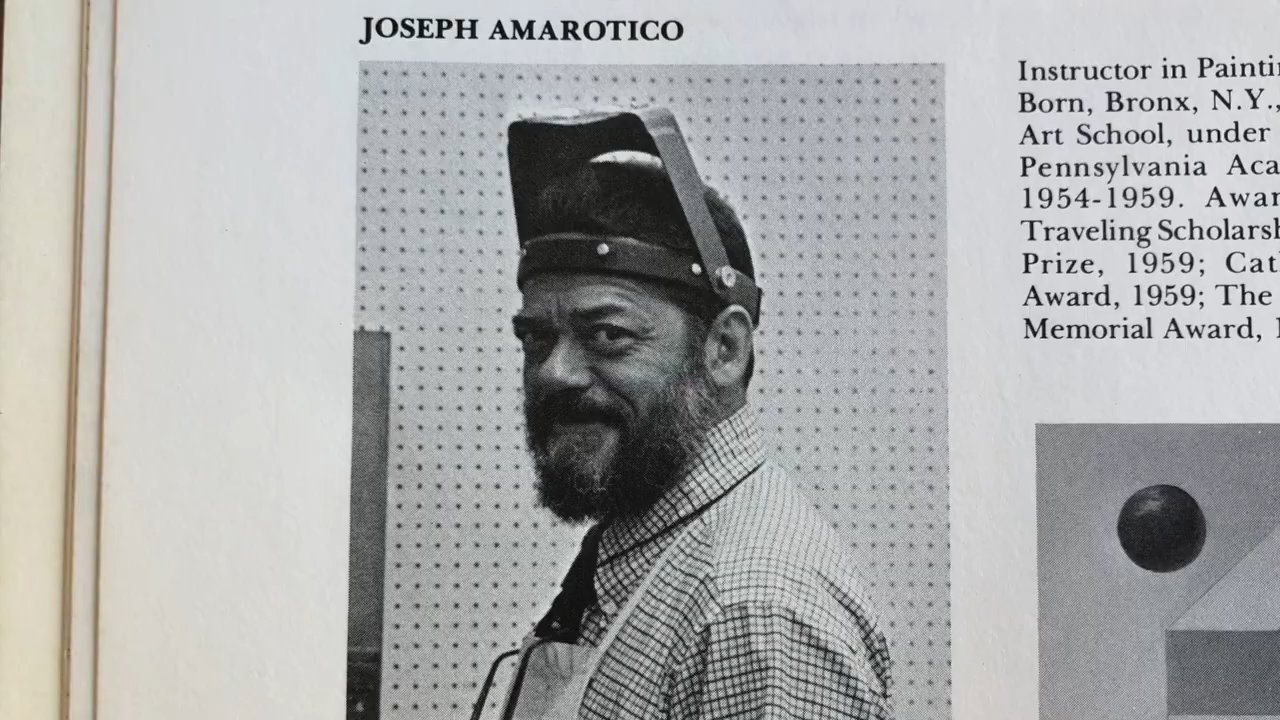 JOSEPH AMAROTICO
Instructor in
Born, Bronx, N.Y.,
Art School, under
Pennsylvania
1954-1959.
Traveling
Prize, 1959;
Award, 1959; The
Memorial Award,